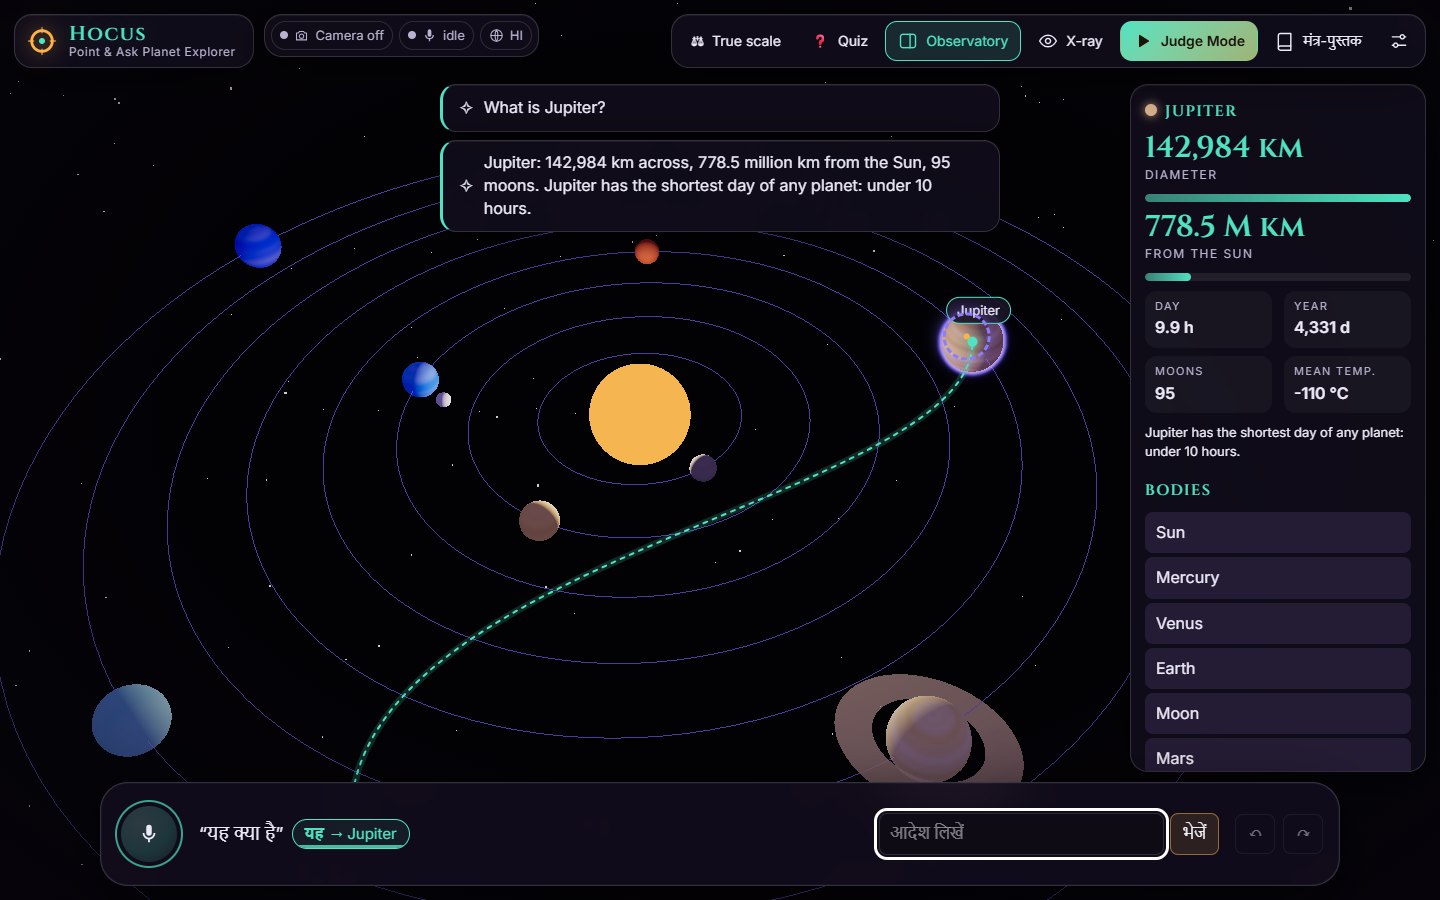 HOCUS
Point & Ask Planet Explorer
Camera off
idle
HI
True scale
Quiz
Observatory
X-ray
Judge Mode
मंत्र-पुस्तक
What is Jupiter?
Jupiter: 142,984 km across, 778.5 million km from the Sun, 95
moons. Jupiter has the shortest day of any planet: under 10
hours.
Jupiter
JUPITER
142,984 KM
DIAMETER
778.5 M KM
FROM THE SUN
DAY
9.9 h
YEAR
4,331 d
MOONS
95
MEAN TEMP.
-110 °C
Jupiter has the shortest day of any planet:
under 10 hours.
BODIES
Sun
Mercury
Venus
Earth
Moon
Mars
“यह क्या है”
यह → Jupiter
आदेश लिखें
भेजें